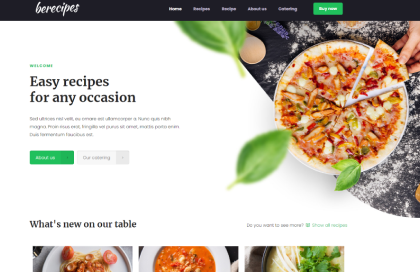 berecipes
Home Recipes Recipe About us Catering Buy now
WELCOME
Easy recipes
for any occasion
Sed ultrices nisl velit, eu ornare est ullamcorper a. Nunc quis nibh
magna. Proin risus erat, fringilla vel purus sit amet, mattis porta enim.
Duis fermentum faucibus est.
About us Our catering
What's new on our table
Do you want to see more? Show all recipes